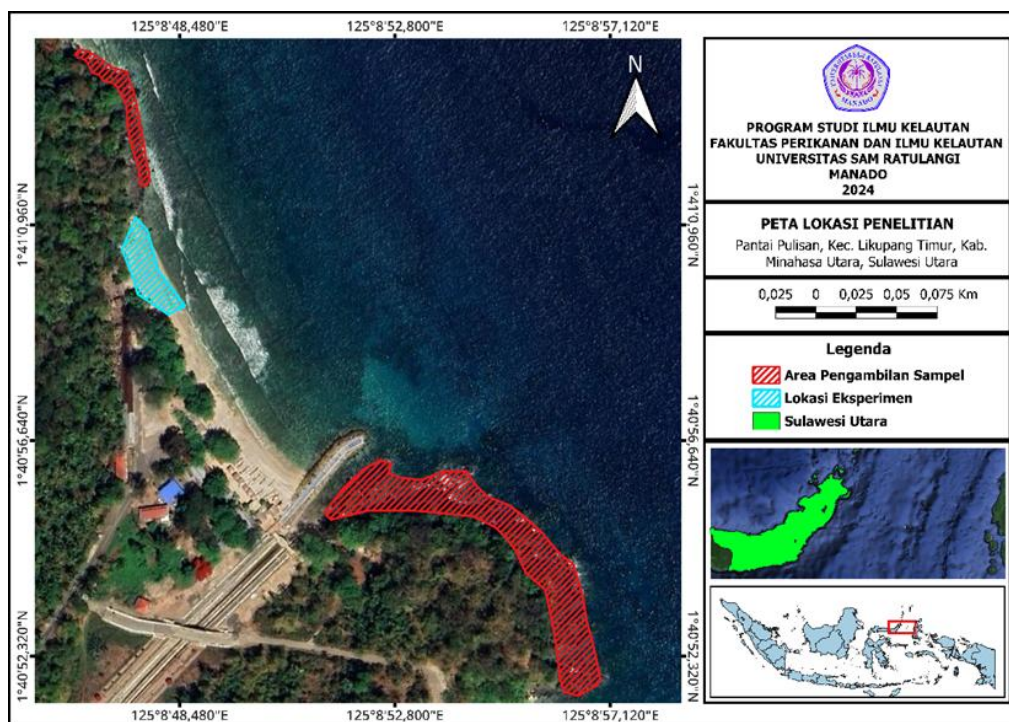 125°8'48,480"E 125°8'52,800"E 125°8'57,120"E
1°41'0,960"N
1°40'56,640"N
1°40'52,320"N
N
1°41'0,960"N
1°40'56,640"N
1°40'52,320"N
125°8'48,480"E 125°8'52,800"E 125°8'57,120"E
MANADO
PROGRAM STUDI ILMU KELAUTAN
FAKULTAS PERIKANAN DAN ILMU KELAUTAN
UNIVERSITAS SAM RATULANGI
MANADO
2024
PETA LOKASI PENELITIAN
Pantai Pulisan, Kec. Likupang Timur, Kab.
Minahasa Utara, Sulawesi Utara
0,025 0 0,025 0,05 0,075 Km
Legenda
Area Pengambilan Sampel
Lokasi Eksperimen
Sulawesi Utara